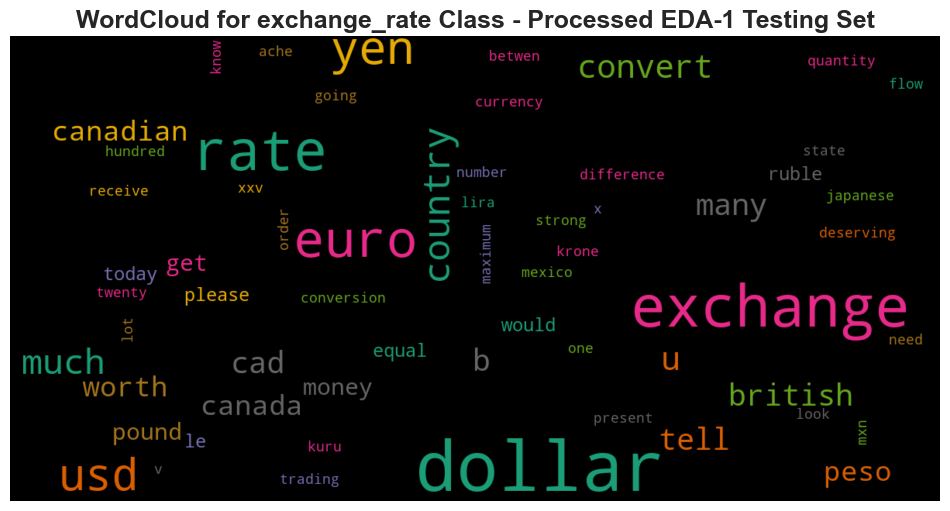 WordCloud for exchange_rate Class - Processed EDA-1 Testing Set
know
ache
yen
betwen
convert
quantity
flow
going
currency
canadian
hundred
rate
country
number
difference
state
ruble
receive
xxv
lira
x
many
japanese
order
euro
strong
deserving
maximum
krone
today
get
mexico
twenty
please
conversion
exchange
lot
would
need
much
cad
equal
b
one
u
worth
money
british
canada
present
look
pound
le
kuru
tell
mxn
usd
v
trading
dollar
peso